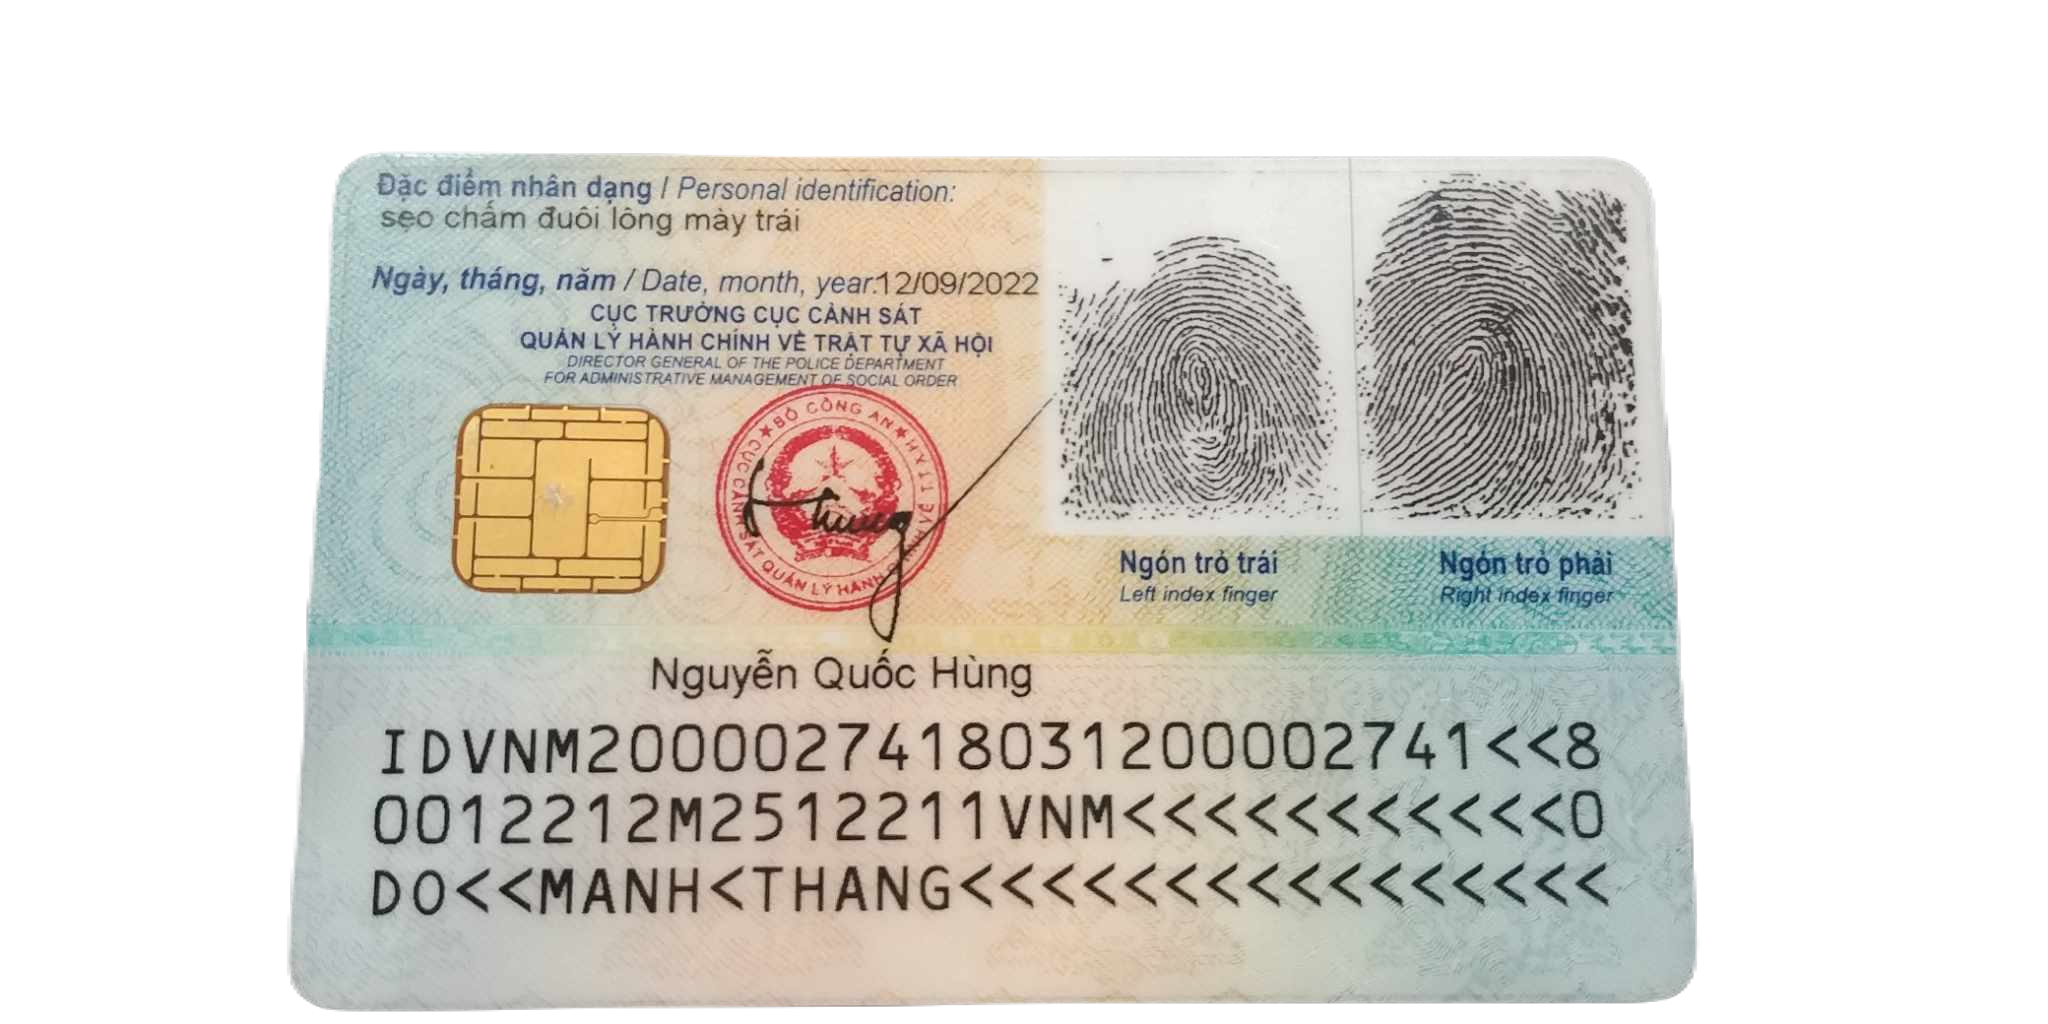 Đặc điểm nhân dạng / Personal identification:
sẹo chấm đuôi lông mày trái
Ngày, tháng, năm / Date, month, year:12/09/2022
CỤC TRƯỞNG CỤC CẢNH SÁT
QUẢN LÝ HÀNH CHÍNH VỀ TRẬT TỰ XÃ HỘI
DIRECTOR GENERAL OF THE POLICE DEPARTMENT
FOR ADMINISTRATIVE MANAGEMENT OF SOCIAL ORDER
BỘ CÔNG AN
CỤC CẢNH SÁT QUẢN LÝ HÀNH
Hùng
Ngón trỏ trái
Left index finger
Ngón trỏ phải
Right index finger
Nguyễn Quốc Hùng
IDVNM2000027418031200002741<<8
0012212M2512211VNM<<<<<<<<<<<0
DO<<MANH<THANG<<<<<<<<<<<<<<<<